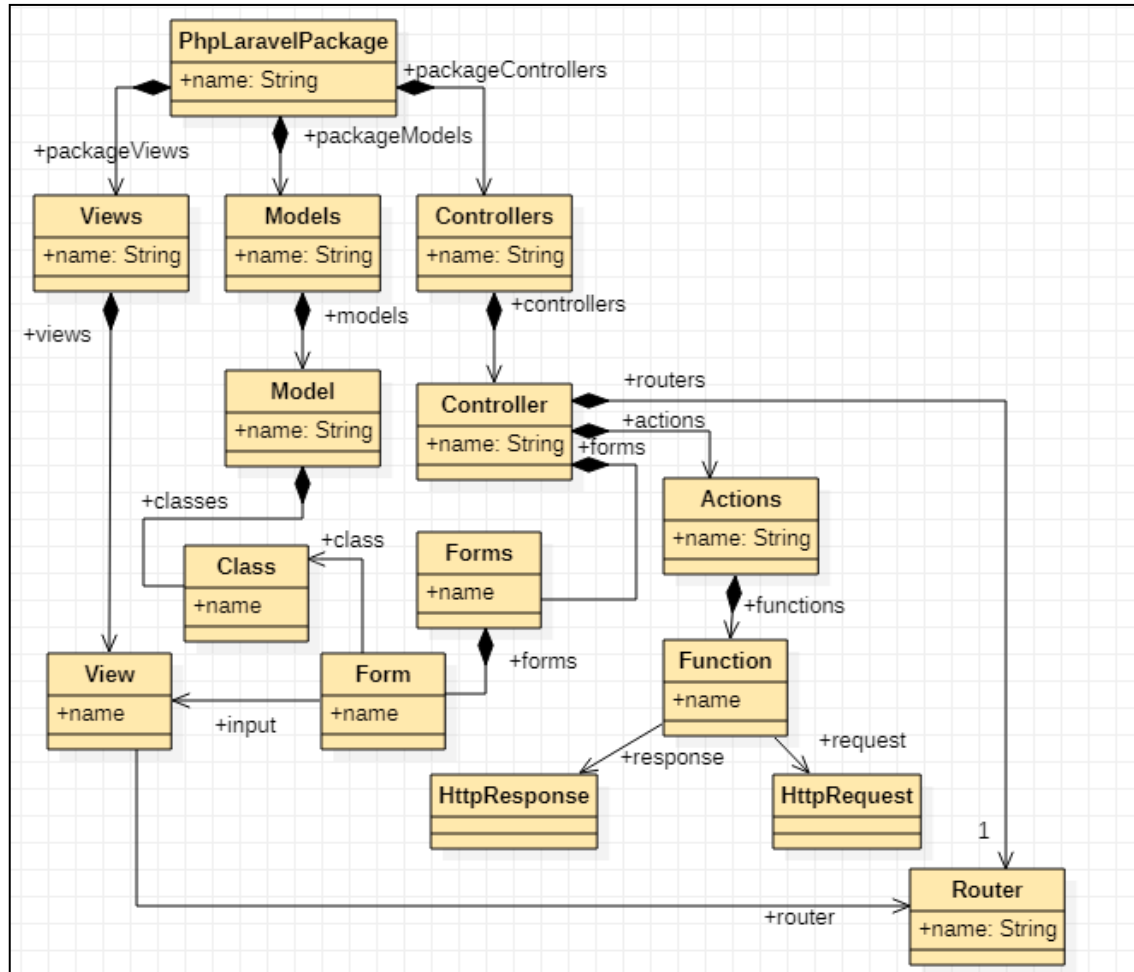 PhpLaravelPackage
+name: String
+packageControllers
+packageViews
+packageModels
Views
+name: String
Models
+name: String
Controllers
+name: String
+views
+models
+controllers
Model
+name: String
Controller
+name: String
+routers
+actions
+forms
+classes
+class
Class
+name
Forms
+name
Actions
+name: String
+functions
+forms
View
+name
+input
Form
+name
Function
+name
+response
+request
HttpResponse
HttpRequest
1
+router
Router
+name: String